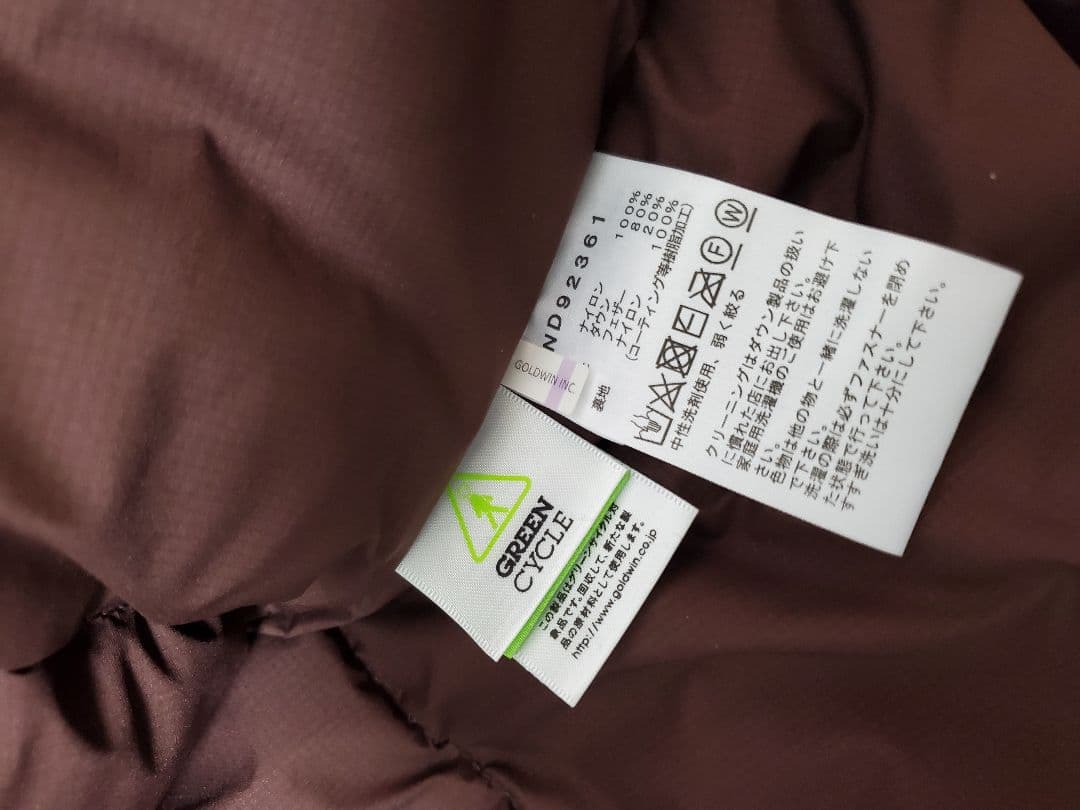 ND92361
ナイロン 100%
ダウン 80%
フェザー 20%
裏地 ナイロン 100%
(コーティング等樹脂加工)
F W
中性洗剤使用、弱く絞る
クリーニングはダウン製品の扱い
に慣れた店にお出し下さい。
家庭用洗濯機のご使用はお避け下
さい。
色物は他の物と一緒に洗濯しない
で下さい。
洗濯の際は必ずファスナーを閉め
た状態で行って下さい。
すすぎ洗いは十分にして下さい。
GOLDWIN INC.
GREEN
CYCLE
この製品はグリーンサイクル対
象品です。回収して、新たな製
品の原材料として使用します。
http://www.goldwin.co.jp